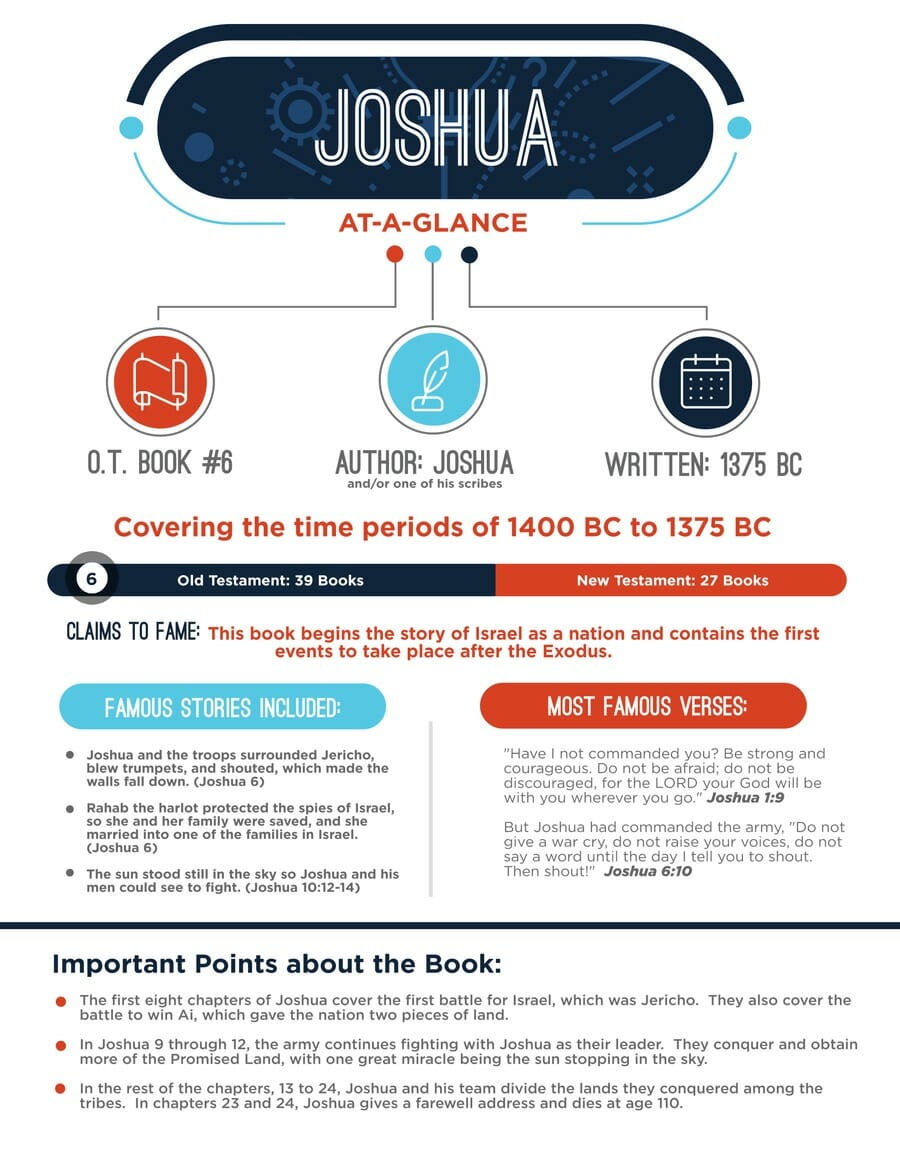 JOSHUA
AT-A-GLANCE
O.T. BOOK #6
AUTHOR: JOSHUA
and/or one of his scribes
WRITTEN: 1375 BC
Covering the time periods of 1400 BC to 1375 BC
6
Old Testament: 39 Books
New Testament: 27 Books
CLAIMS TO FAME: This book begins the story of Israel as a nation and contains the first
events to take place after the Exodus.
FAMOUS STORIES INCLUDED:
Joshua and the troops surrounded Jericho,
blew trumpets, and shouted, which made the
walls fall down. (Joshua 6)
Rahab the harlot protected the spies of Israel,
so she and her family were saved, and she
married into one of the families in Israel.
(Joshua 6)
The sun stood still in the sky so Joshua and his
men could see to fight. (Joshua 10:12-14)
MOST FAMOUS VERSES:
"Have I not commanded you? Be strong and
courageous. Do not be afraid; do not be
discouraged, for the LORD your God will be
with you wherever you go." Joshua 1:9
But Joshua had commanded the army, "Do not
give a war cry, do not raise your voices, do not
say a word until the day I tell you to shout.
Then shout!" Joshua 6:10
Important Points about the Book:
The first eight chapters of Joshua cover the first battle for Israel, which was Jericho. They also cover the
battle to win Ai, which gave the nation two pieces of land.
In Joshua 9 through 12, the army continues fighting with Joshua as their leader. They conquer and obtain
more of the Promised Land, with one great miracle being the sun stopping in the sky.
In the rest of the chapters, 13 to 24, Joshua and his team divide the lands they conquered among the
tribes. In chapters 23 and 24, Joshua gives a farewell address and dies at age 110.